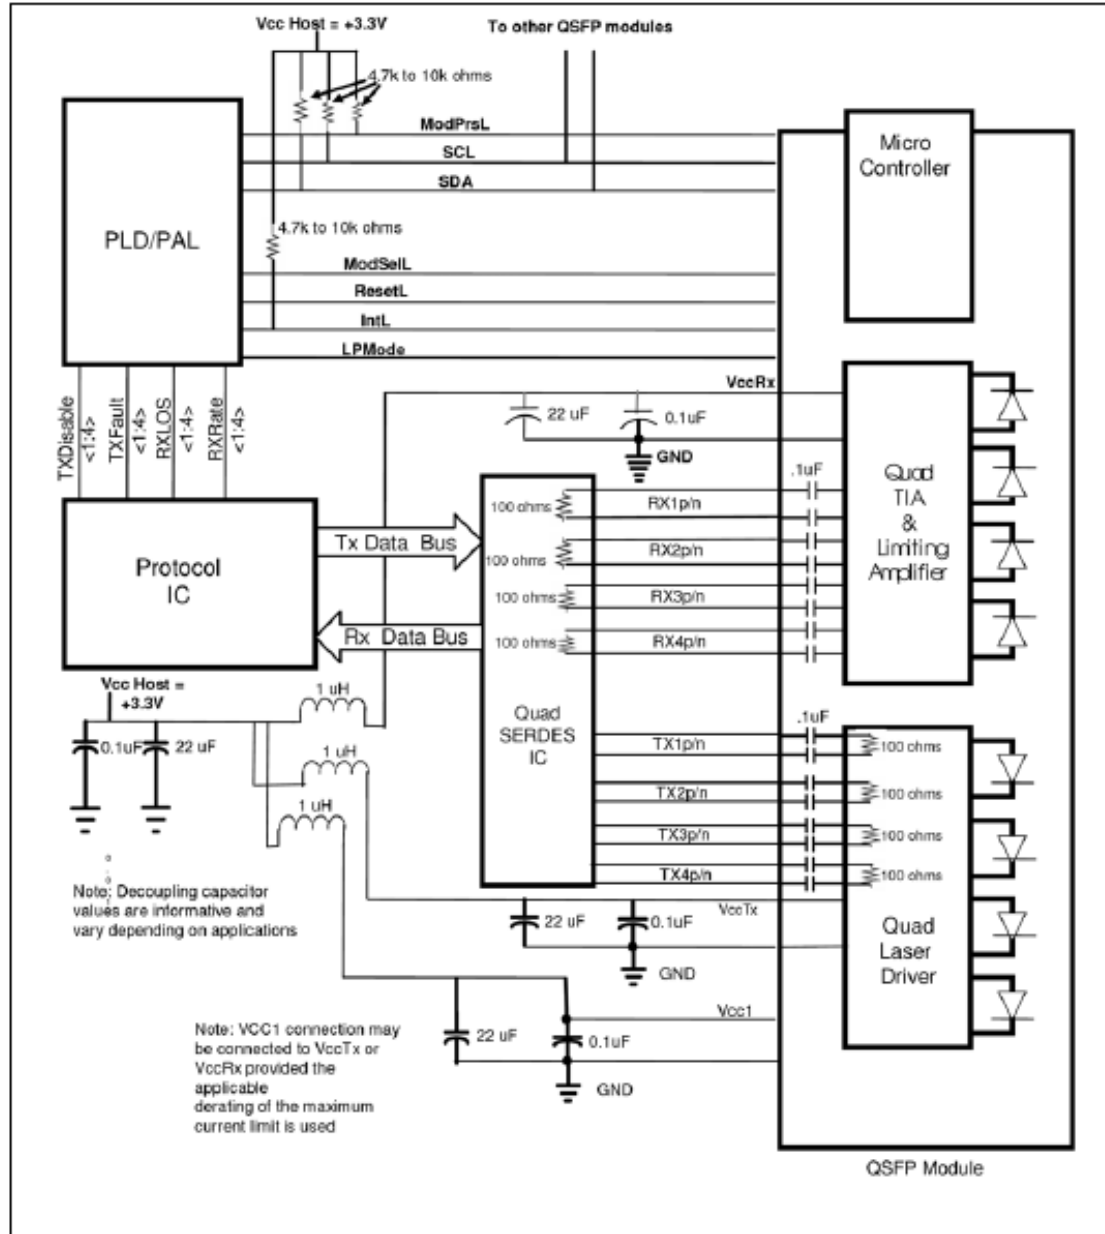 Vcc Host = +3.3V
To other QSFP modules
4.7k to 10k ohms
ModPrsL
SCL
SDA
Micro
Controller
PLD/PAL
4.7k to 10k ohms
ModSelL
ResetL
IntL
LPMode
VccRx
TXDisable
<1:4>
TXFault
<1:4>
RXLOS
<1:4>
RXRate
<1:4>
22 uF
0.1uF
GND
.1uF
Quad
TIA
&
Limiting
Amplifier
100 ohms
RX1p/n
100 ohms
RX2p/n
100 ohms
RX3p/n
100 ohms
RX4p/n
Tx Data Bus
Protocol
IC
Rx Data Bus
Vcc Host =
+3.3V
1 uH
0.1uF
22 uF
1 uH
1 uH
Quad
SERDES
IC
.1uF
TX1p/n
100 ohms
TX2p/n
100 ohms
TX3p/n
100 ohms
TX4p/n
100 ohms
Note: Decoupling capacitor
values are informative and
vary depending on applications
22 uF
0.1uF
VccTx
GND
Quad
Laser
Driver
Vcc1
Note: VCC1 connection may
be connected to VccTx or
VccRx provided the
applicable
derating of the maximum
current limit is used
22 uF
0.1uF
GND
QSFP Module